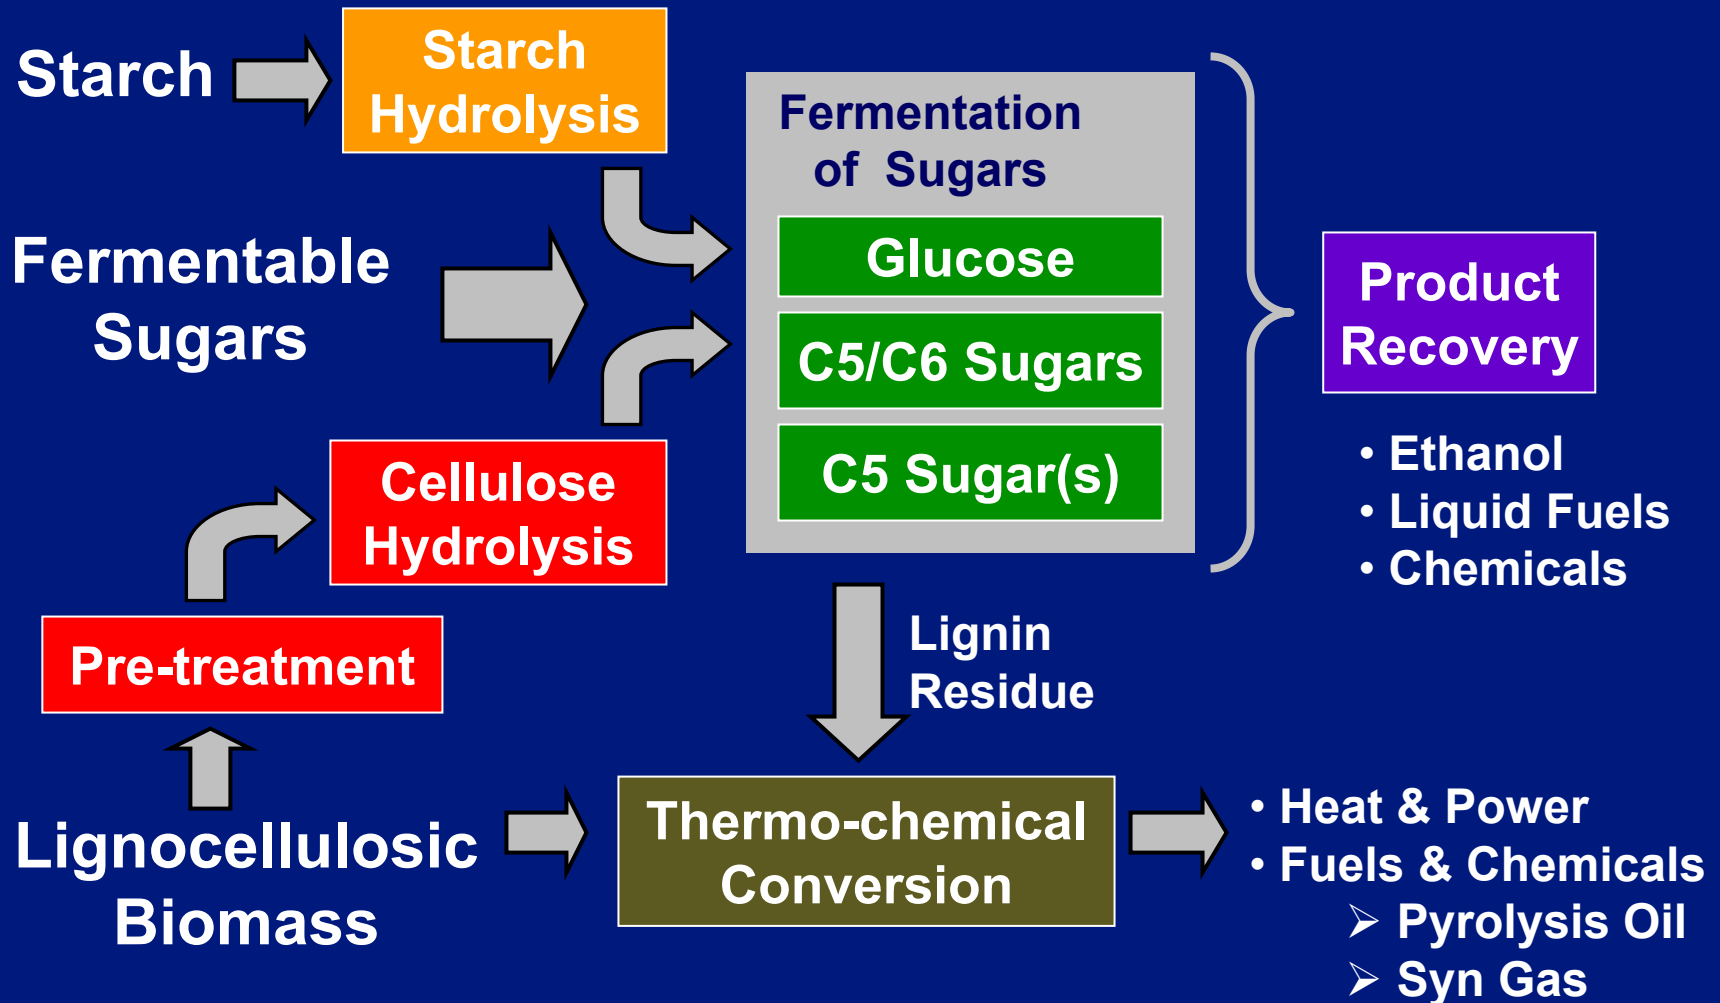 Starch
Starch
Hydrolysis
Fermentation
of Sugars
Fermentable
Sugars
Glucose
C5/C6 Sugars
C5 Sugar(s)
Product
Recovery
• Ethanol
• Liquid Fuels
• Chemicals
Cellulose
Hydrolysis
Pre-treatment
Lignin
Residue
Lignocellulosic
Biomass
Thermo-chemical
Conversion
• Heat & Power
• Fuels & Chemicals
➢ Pyrolysis Oil
➢ Syn Gas